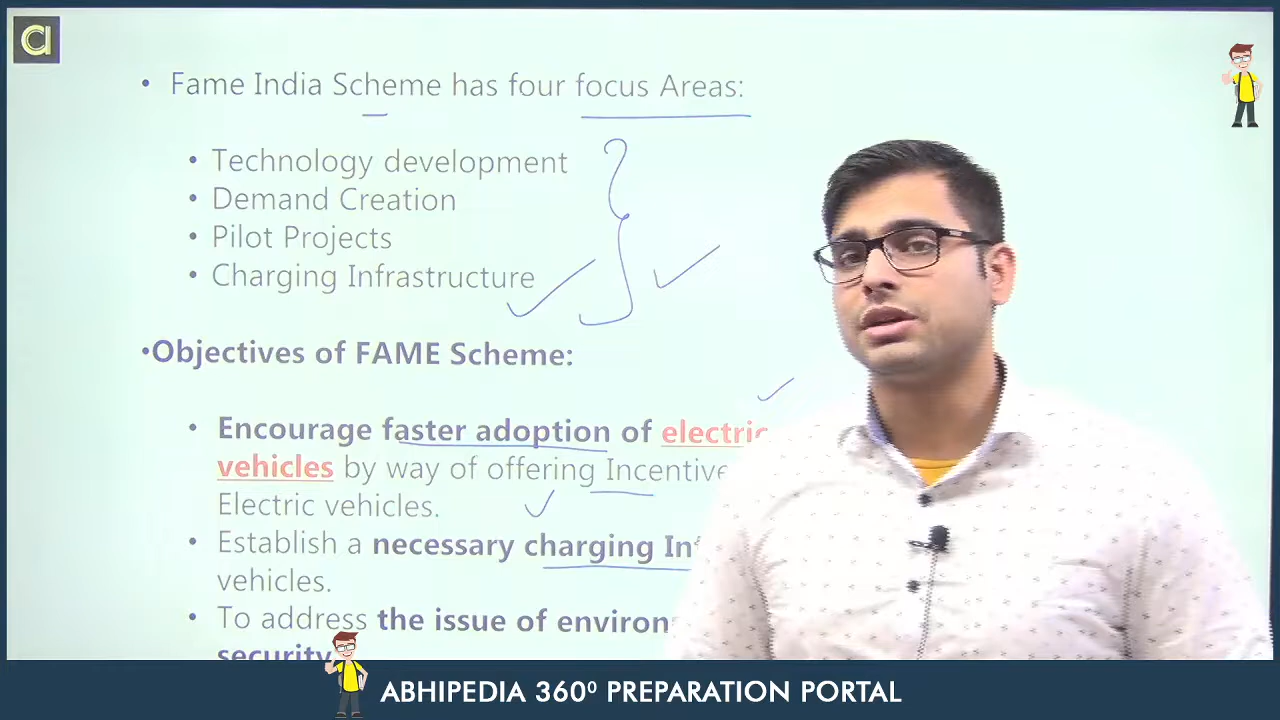 a
• Fame India Scheme has four focus Areas:
• Technology development
• Demand Creation
• Pilot Projects
• Charging Infrastructure
•Objectives of FAME Scheme:
• Encourage faster adoption of electric
vehicles by way of offering Incentive
Electric vehicles.
• Establish a necessary charging
vehicles.
• To address the issue of
security
ABHIPEDIA 360⁰ PREPARATION PORTAL